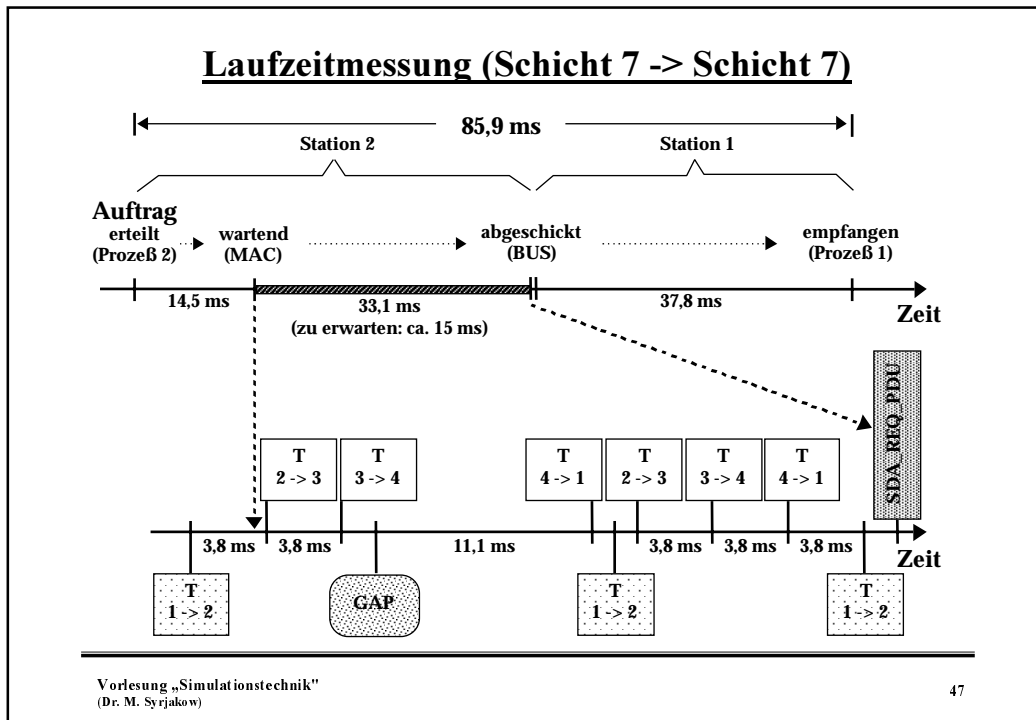 Laufzeitmessung (Schicht 7 -> Schicht 7)
85,9 ms
Station 2
Station 1
Auftrag
erteilt
(Prozeß 2)
wartend
(MAC)
abgeschickt
(BUS)
empfangen
(Prozeß 1)
14,5 ms
33,1 ms
(zu erwarten: ca. 15 ms)
37,8 ms
Zeit
SDA_REQ_PDU
T
2 -> 3
T
3 -> 4
T
4 -> 1
T
2 -> 3
T
3 -> 4
T
4 -> 1
3,8 ms
3,8 ms
11,1 ms
3,8 ms
3,8 ms
3,8 ms
Zeit
T
1 -> 2
GAP
T
1 -> 2
T
1 -> 2
Vorlesung „Simulationstechnik"
(Dr. M. Syrjakow)
47